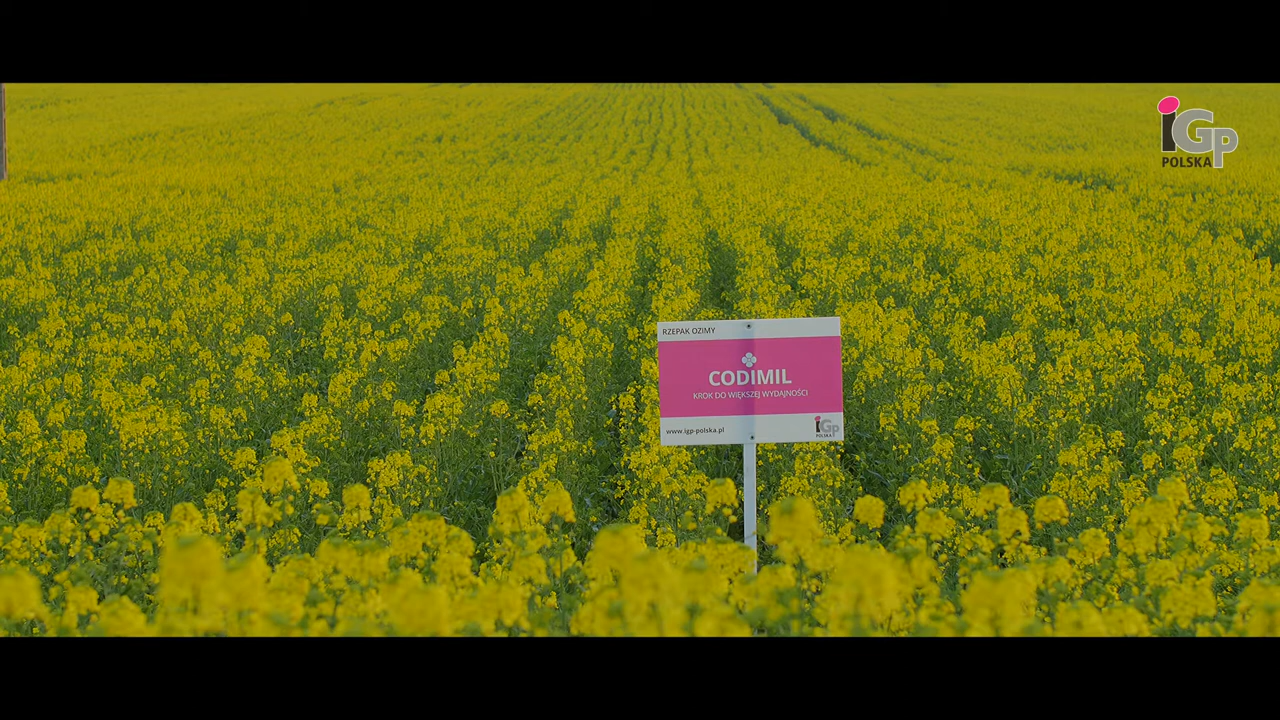 iGp
POLSKA
RZEPAK OZIMY
CODIMIL
KROK DO WIĘKSZEJ WYDAJNOŚCI
www.igp-polska.pl
iGp
POLSKA